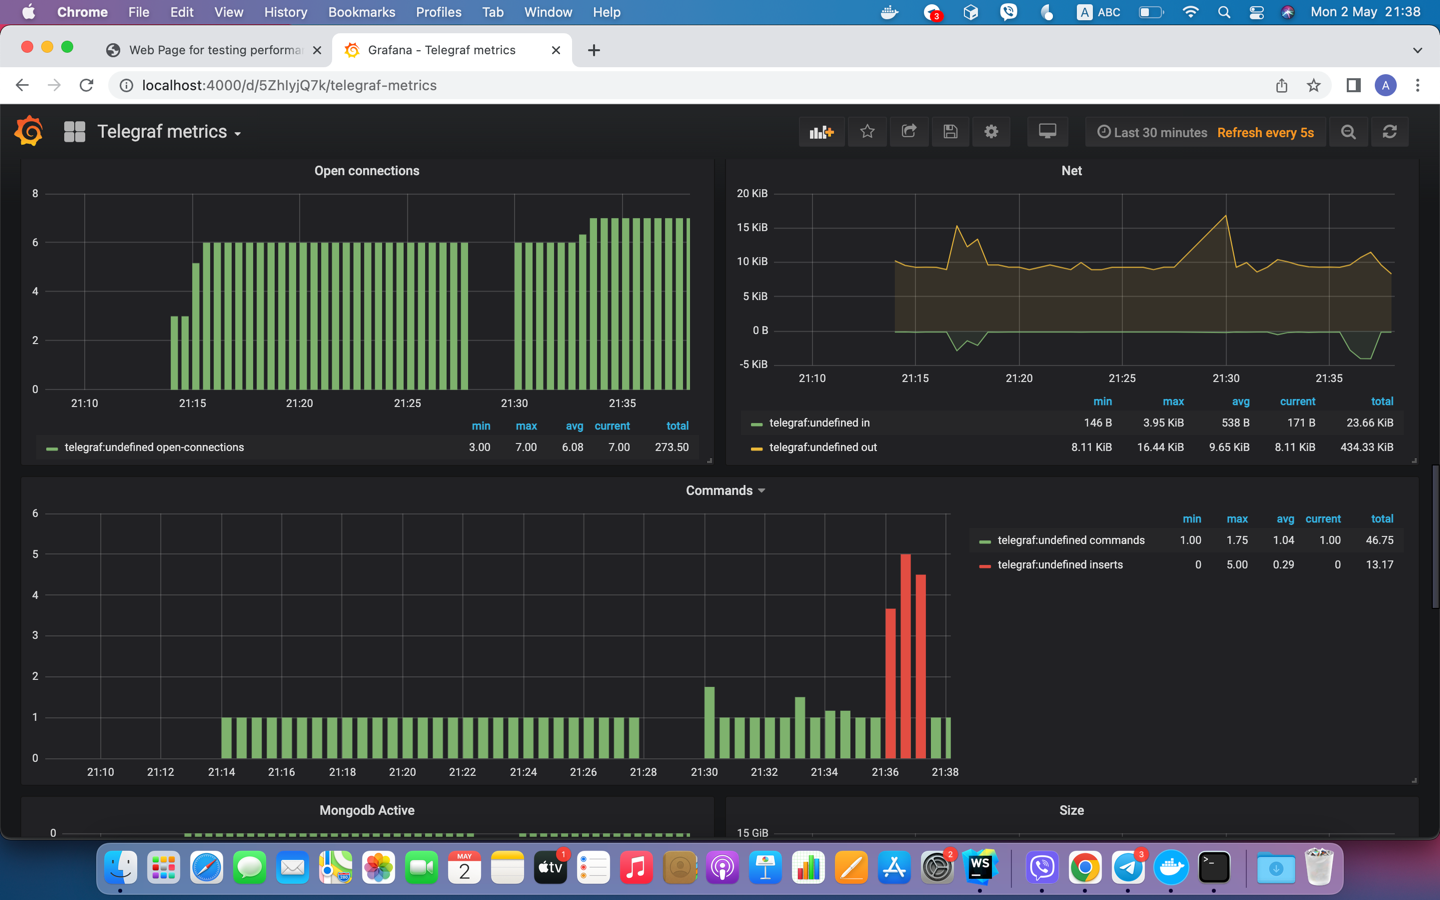 Chrome File Edit View History Bookmarks Profiles Tab Window Help 3 A ABC Mon 2 May 21:38
Web Page for testing performa Grafana - Telegraf metrics
localhost:4000/d/5ZhIyjQ7k/telegraf-metrics A
Telegraf metrics Last 30 minutes Refresh every 5s
Open connections
8
6
4
2
0
21:10 21:15 21:20 21:25 21:30 21:35
min max avg current total
telegraf:undefined open-connections 3.00 7.00 6.08 7.00 273.50
Net
20 KiB
15 KiB
10 KiB
5 KiB
0 B
-5 KiB
21:10 21:15 21:20 21:25 21:30 21:35
min max avg current total
telegraf:undefined in 146 B 3.95 KiB 538 B 171 B 23.66 KiB
telegraf:undefined out 8.11 KiB 16.44 KiB 9.65 KiB 8.11 KiB 434.33 KiB
Commands
6
5
4
3
2
1
0
21:10 21:12 21:14 21:16 21:18 21:20 21:22 21:24 21:26 21:28 21:30 21:32 21:34 21:36 21:38
min max avg current total
telegraf:undefined commands 1.00 1.75 1.04 1.00 46.75
telegraf:undefined inserts 0 5.00 0.29 0 13.17
Mongodb Active
0
Size
15 GiB
MAY
2
tv
1
2
WS
3